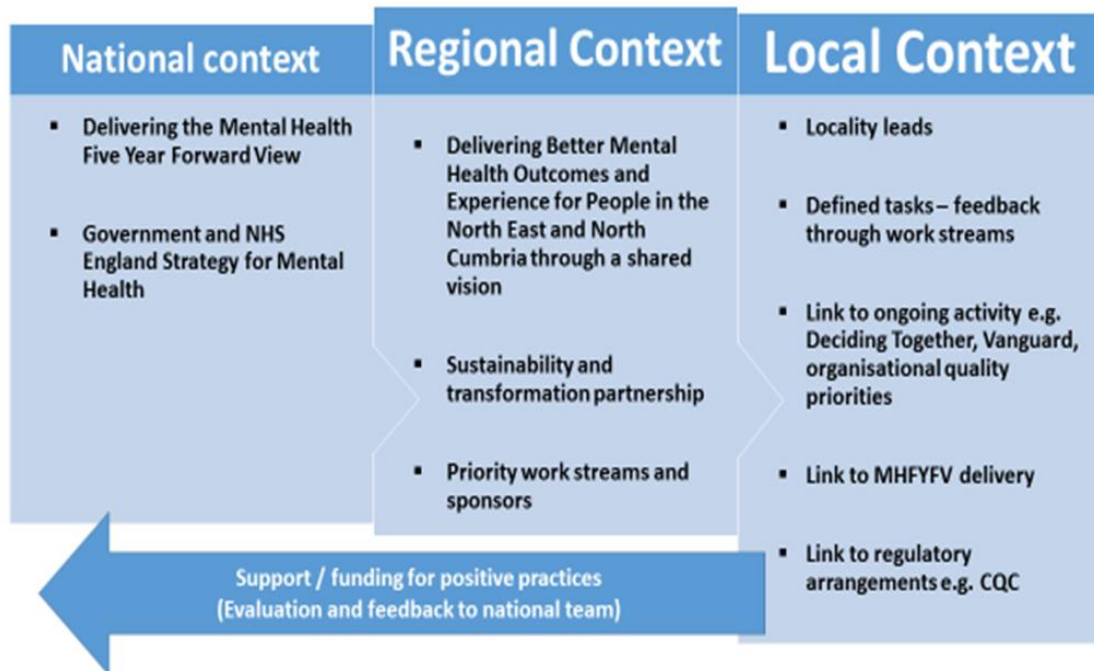 National context
▪ Delivering the Mental Health
Five Year Forward View
▪ Government and NHS
England Strategy for Mental
Health
Regional Context
▪ Delivering Better Mental
Health Outcomes and
Experience for People in the
North East and North
Cumbria through a shared
vision
▪ Sustainability and
transformation partnership
▪ Priority work streams and
sponsors
Local Context
▪ Locality leads
▪ Defined tasks – feedback
through work streams
▪ Link to ongoing activity e.g.
Deciding Together, Vanguard,
organisational quality
priorities
▪ Link to MHFYFV delivery
▪ Link to regulatory
arrangements e.g. CQC
Support / funding for positive practices
(Evaluation and feedback to national team)